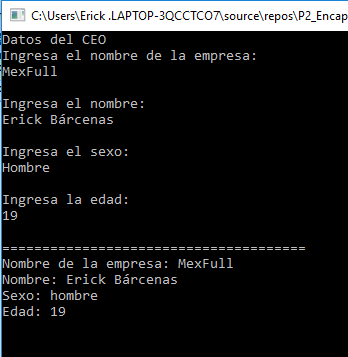 C:\Users\Erick .LAPTOP-3QCCTCO7\source\repos\P2_Encap
Datos del CEO
Ingresa el nombre de la empresa:
MexFull
Ingresa el nombre:
Erick Bárcenas
Ingresa el sexo:
Hombre
Ingresa la edad:
19
======================================
Nombre de la empresa: MexFull
Nombre: Erick Bárcenas
Sexo: hombre
Edad: 19